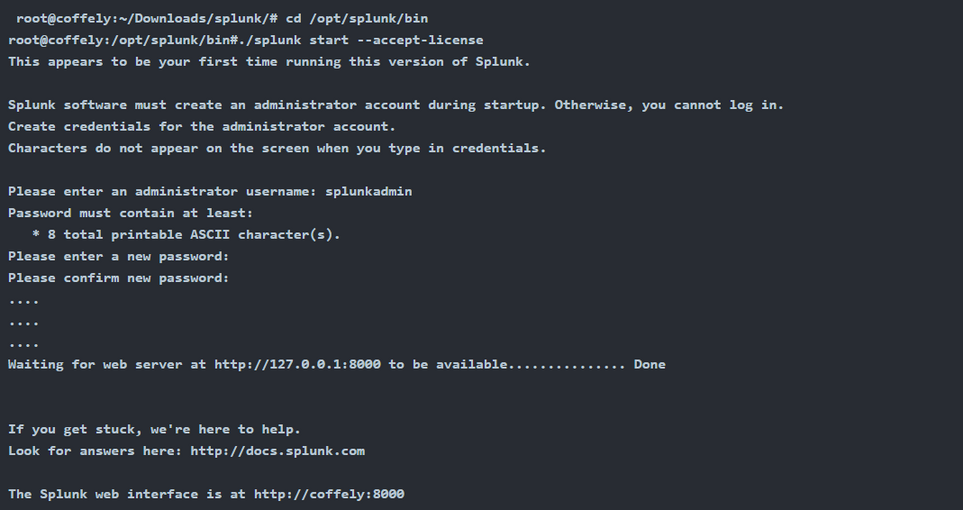 root@coffely:~/Downloads/splunk/# cd /opt/splunk/bin
root@coffely:/opt/splunk/bin#./splunk start --accept-license
This appears to be your first time running this version of Splunk.
Splunk software must create an administrator account during startup. Otherwise, you cannot log in.
Create credentials for the administrator account.
Characters do not appear on the screen when you type in credentials.
Please enter an administrator username: splunkadmin
Password must contain at least:
* 8 total printable ASCII character(s).
Please enter a new password:
Please confirm new password:
....
....
....
Waiting for web server at http://127.0.0.1:8000 to be available............... Done
If you get stuck, we're here to help.
Look for answers here: http://docs.splunk.com
The Splunk web interface is at http://coffely:8000